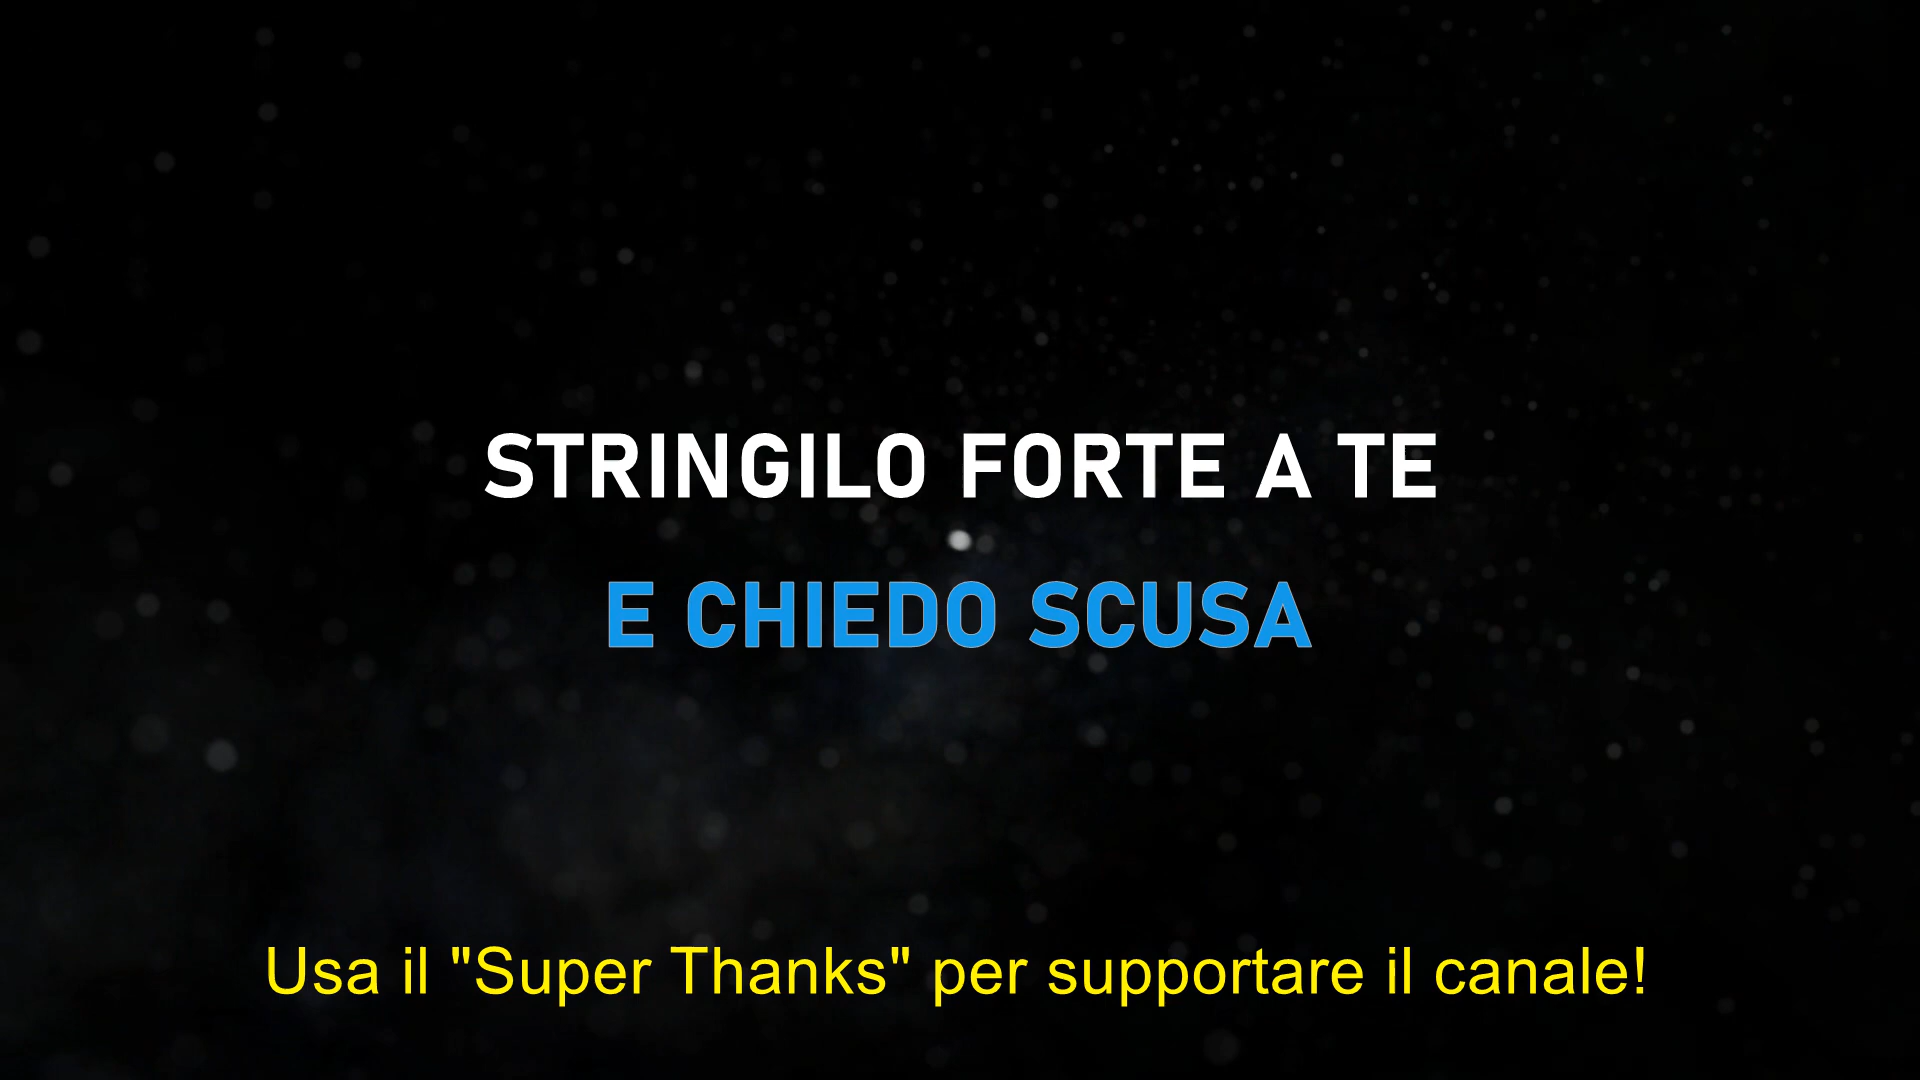 STRINGILO FORTE A TE
E CHIEDO SCUSA
Usa il "Super Thanks" per supportare il canale!